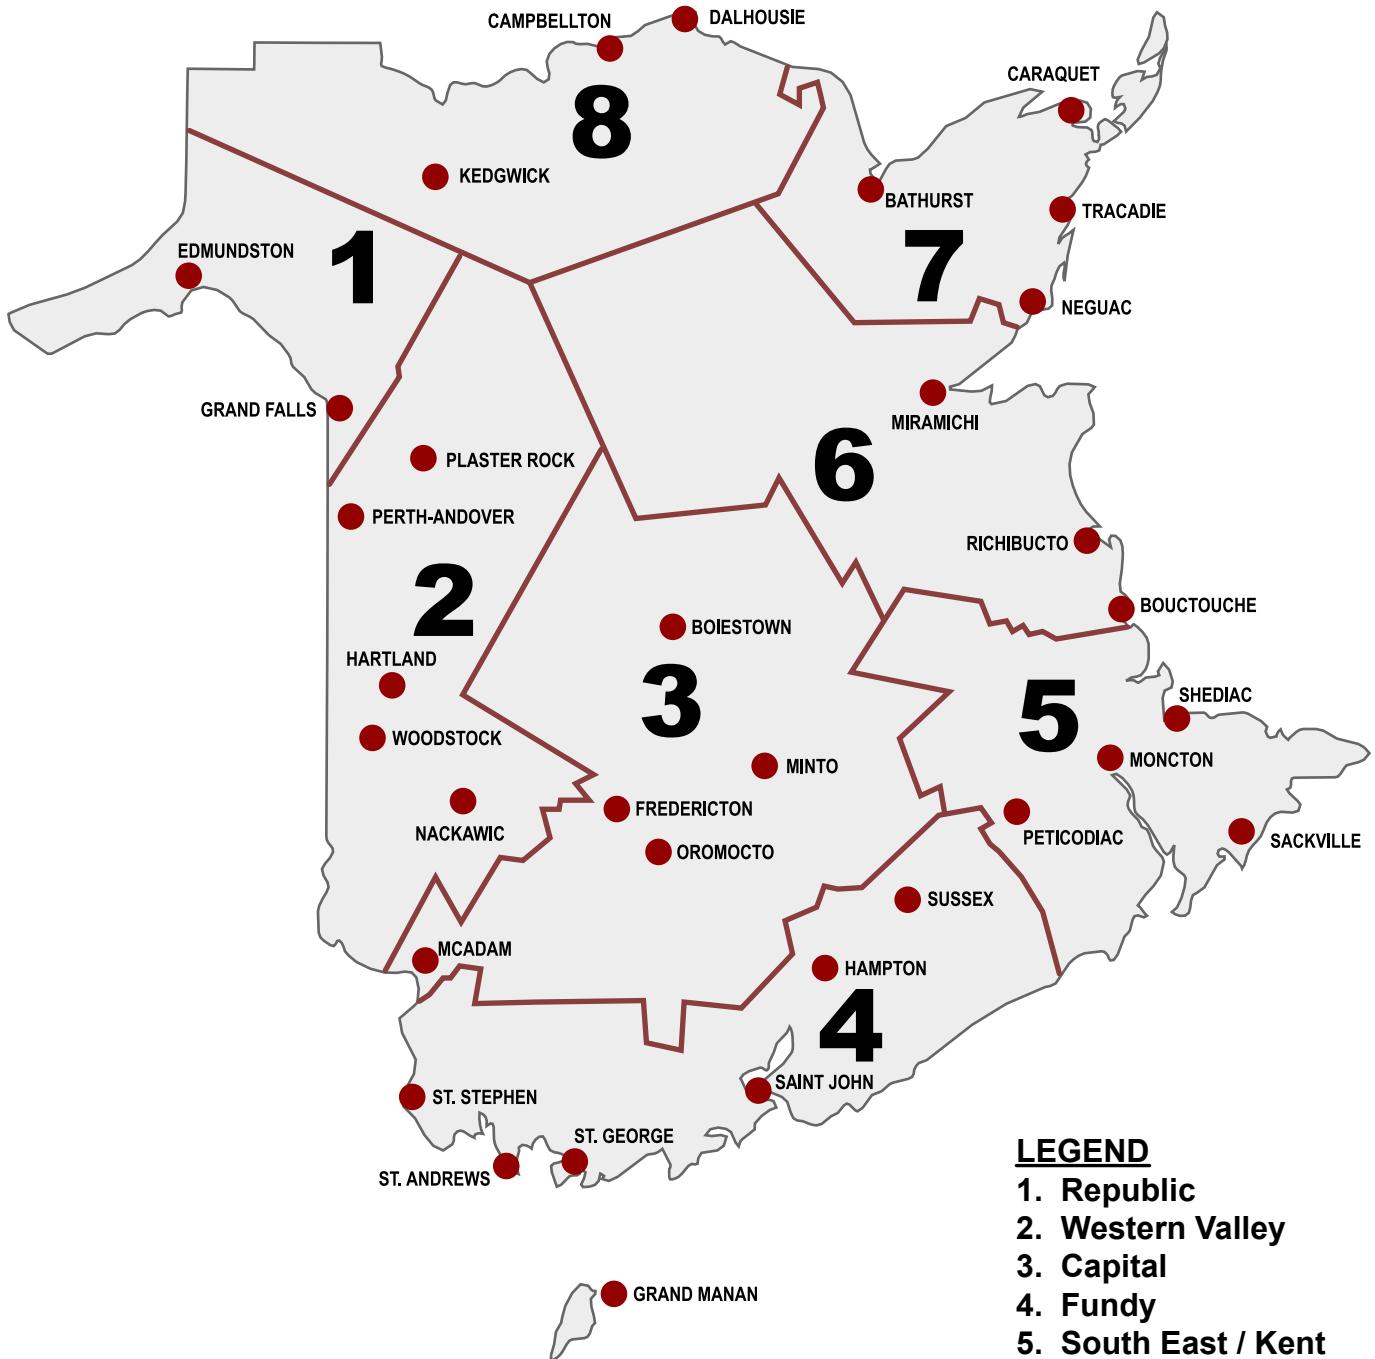 CAMPBELLTON
DALHOUSIE
CARAQUET
8
KEDGWICK
BATHURST
TRACADIE
EDMUNDSTON
1
7
NEGUAC
GRAND FALLS
MIRAMICHI
PLASTER ROCK
6
PERTH-ANDOVER
RICHIBUCTO
2
BOUCTOUCHE
BOIESTOWN
HARTLAND
3
5
SHEDIAC
WOODSTOCK
MINTO
MONCTON
FREDERICTON
NACKAWIC
PETICODIAC
SACKVILLE
OROMOCTO
SUSSEX
MCADAM
HAMPTON
4
SAINT JOHN
ST. STEPHEN
ST. GEORGE
ST. ANDREWS
GRAND MANAN
LEGEND
1. Republic
2. Western Valley
3. Capital
4. Fundy
5. South East / Kent